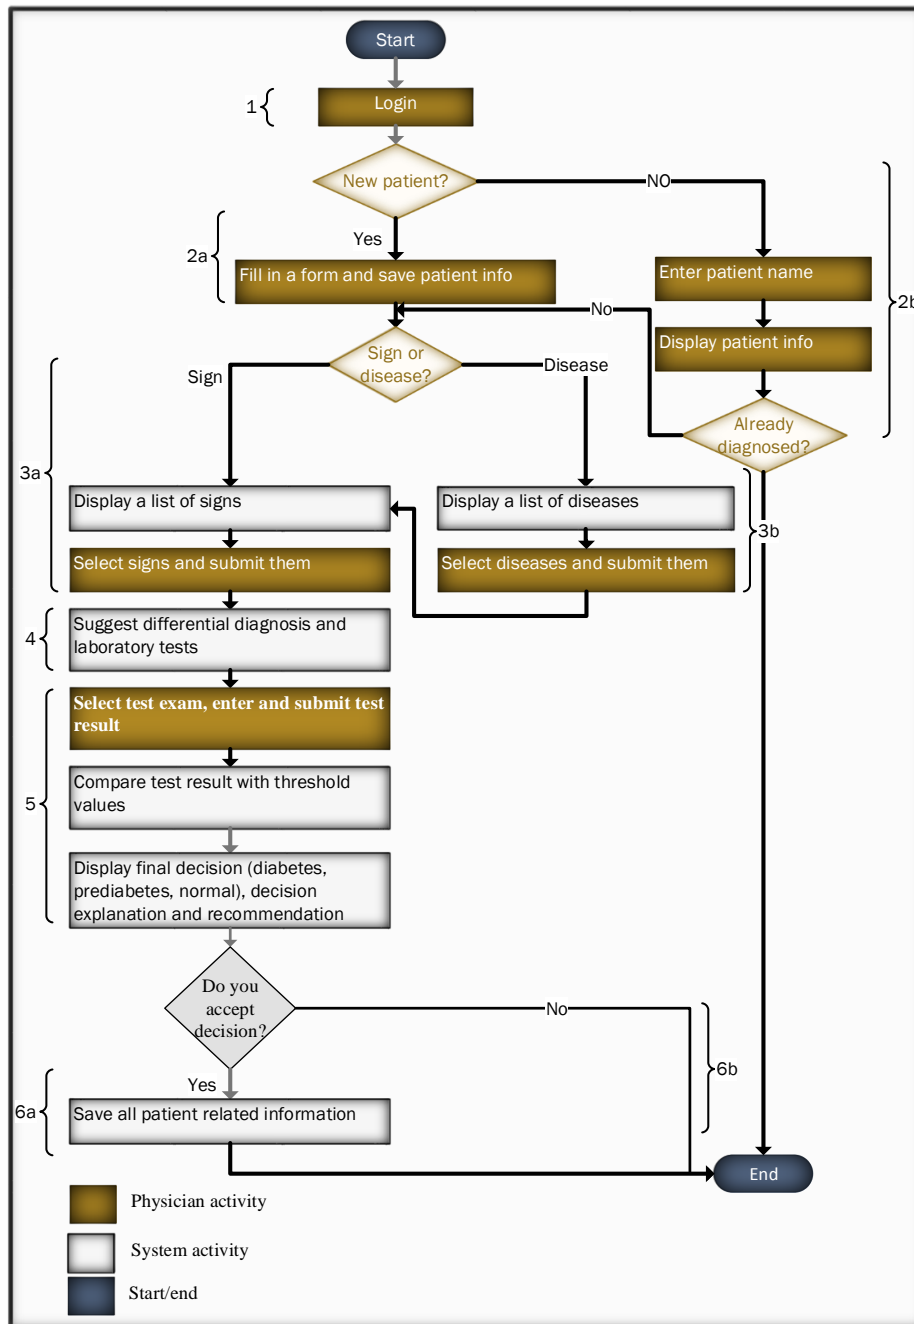 Start
1
Login
New patient?
NO
Yes
2a
Fill in a form and save patient info
Enter patient name
2b
No
Display patient info
Sign or
disease?
Sign
Disease
Already
diagnosed?
3a
Display a list of signs
Display a list of diseases
3b
Select signs and submit them
Select diseases and submit them
4
Suggest differential diagnosis and
laboratory tests
Select test exam, enter and submit test
result
5
Compare test result with threshold
values
Display final decision (diabetes,
prediabetes, normal), decision
explanation and recommendation
Do you
accept
decision?
No
6b
Yes
6a
Save all patient related information
End
Physician activity
System activity
Start/end